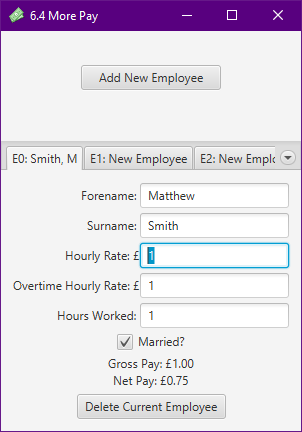 6.4 More Pay
Add New Employee
E0: Smith, M E1: New Employee E2: New Emplo
Forename: Matthew
Surname: Smith
Hourly Rate: £ 1
Overtime Hourly Rate: £ 1
Hours Worked: 1
Married?
Gross Pay: £1.00
Net Pay: £0.75
Delete Current Employee